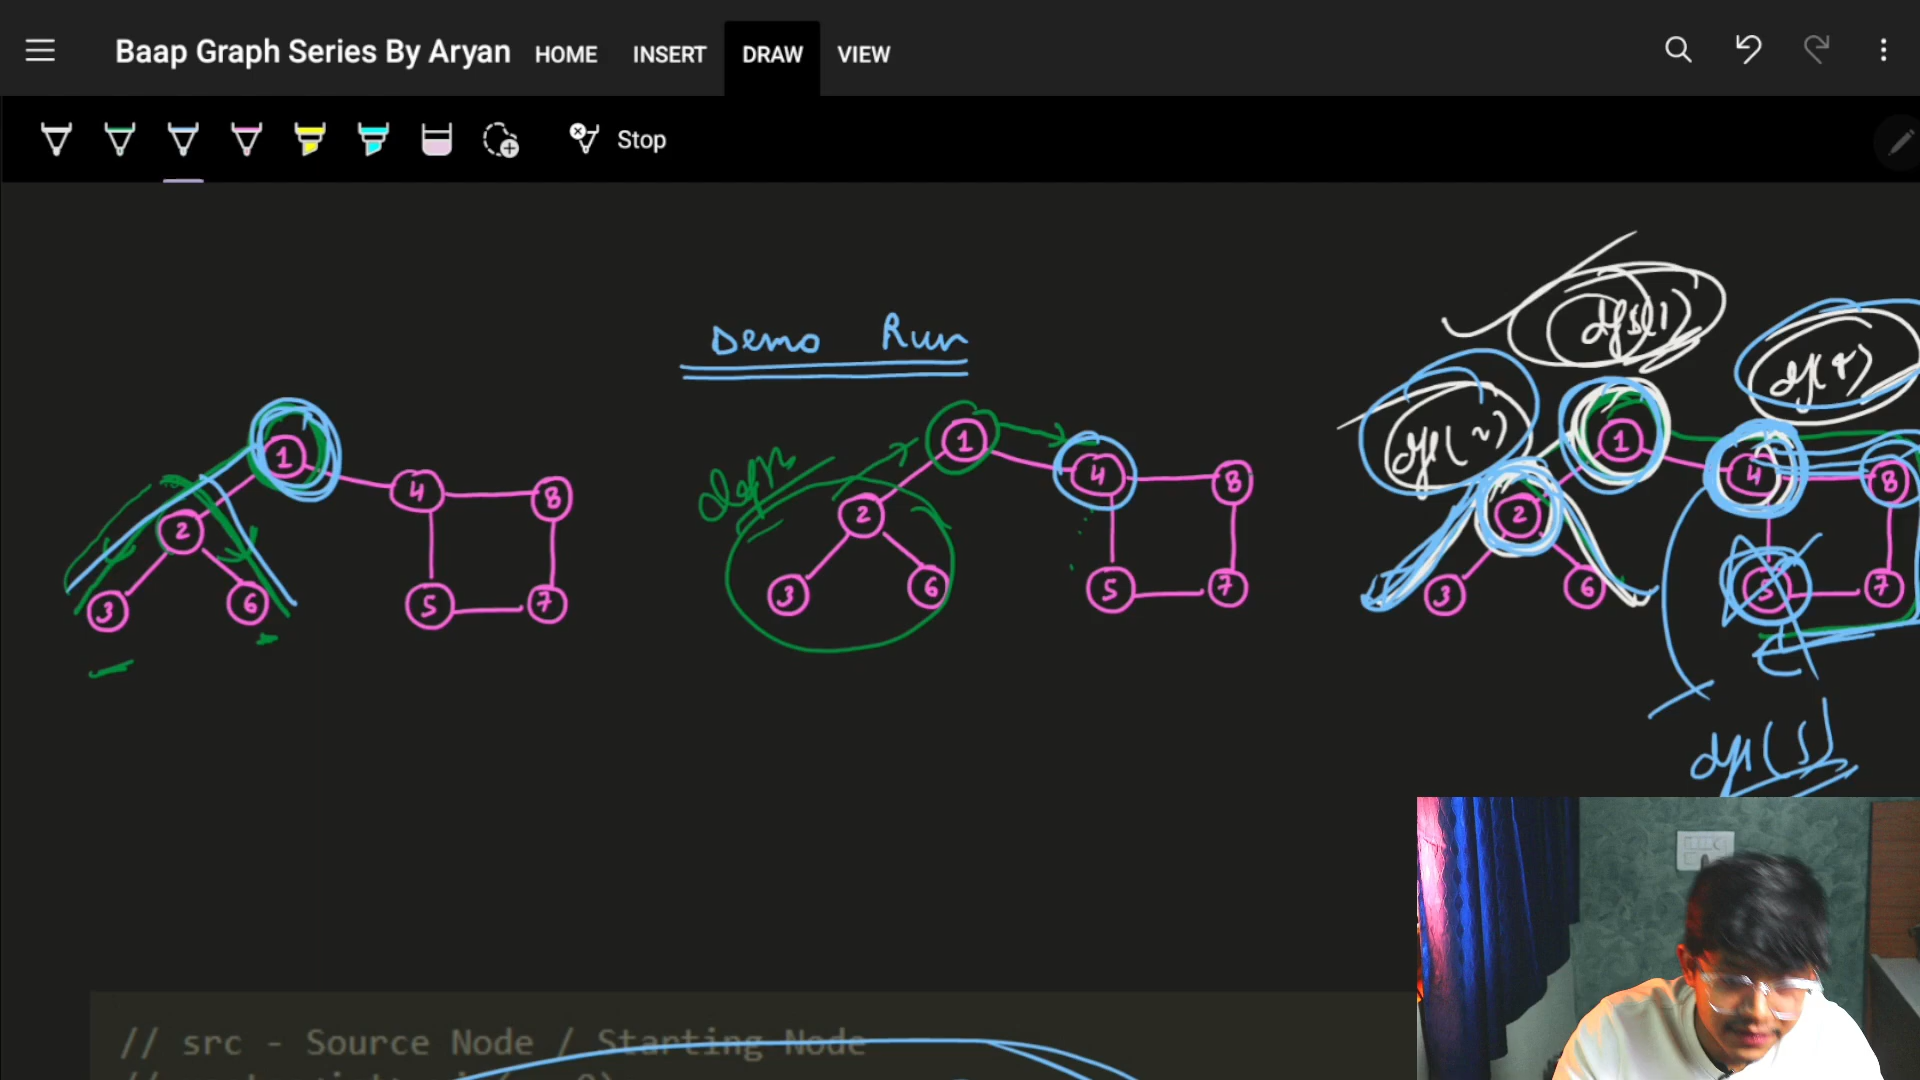 Baap Graph Series By Aryan HOME INSERT DRAW VIEW
Stop
Demo Run
dfs(1)
1 2 3 6 4 5 8 7
1 2 3 6 4 5 8 7
1 2 3 6 4 5 8 7
// src - Source Node / Starting Node